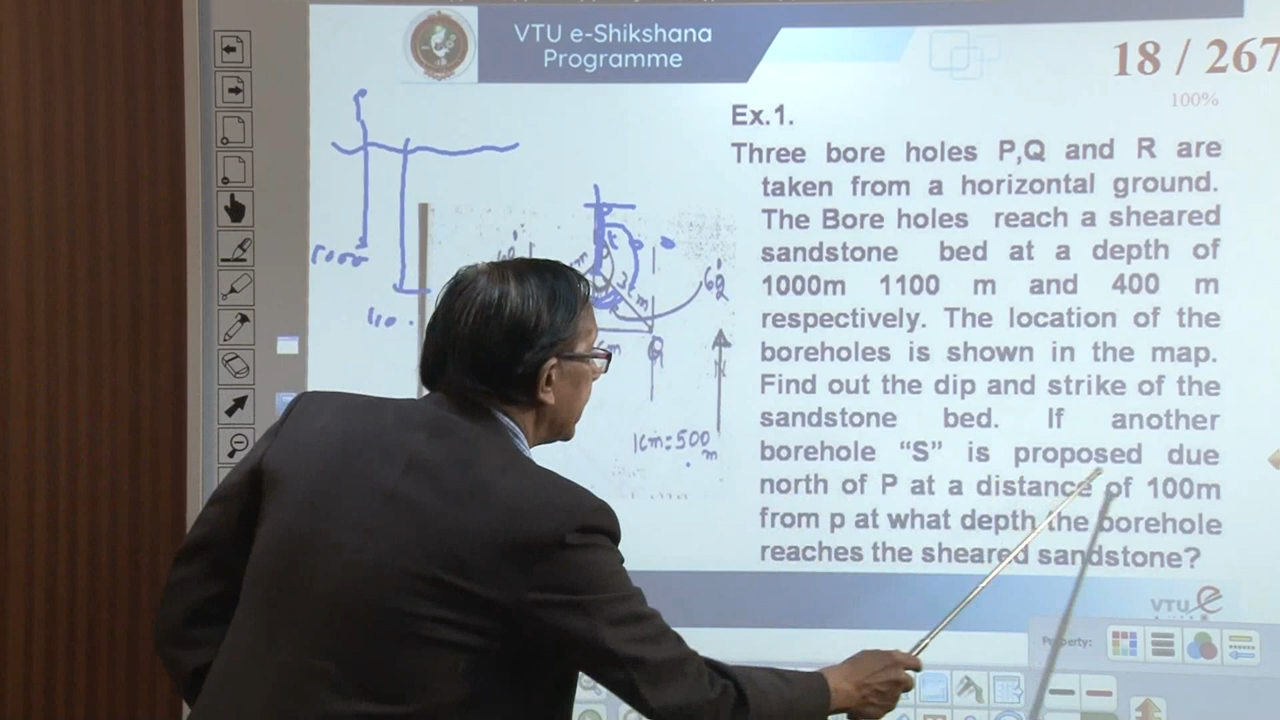 VTU e-Shikshana
Programme
18 / 267
100%
Ex.1.
Three bore holes P,Q and R are
taken from a horizontal ground.
The Bore holes reach a sheared
sandstone bed at a depth of
1000m 1100 m and 400 m
respectively. The location of the
boreholes is shown in the map.
Find out the dip and strike of the
sandstone bed. If another
borehole “S” is proposed due
north of P at a distance of 100m
from p at what depth the borehole
reaches the sheared sandstone?
1000
110
Q
N
1cm=500
m
VTU e
Property: